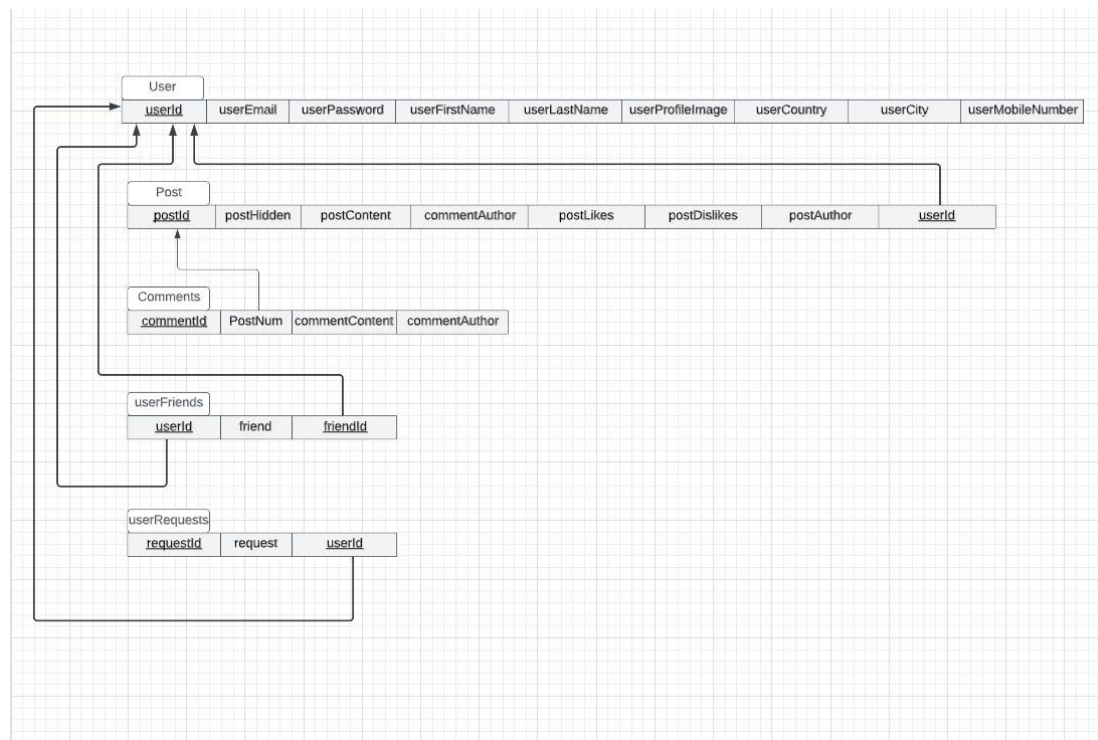 User
userId userEmail userPassword userFirstName userLastName userProfileImage userCountry userCity userMobileNumber
Post
postId postHidden postContent commentAuthor postLikes postDislikes postAuthor userId
Comments
commentId PostNum commentContent commentAuthor
userFriends
userId friend friendId
userRequests
requestId request userId